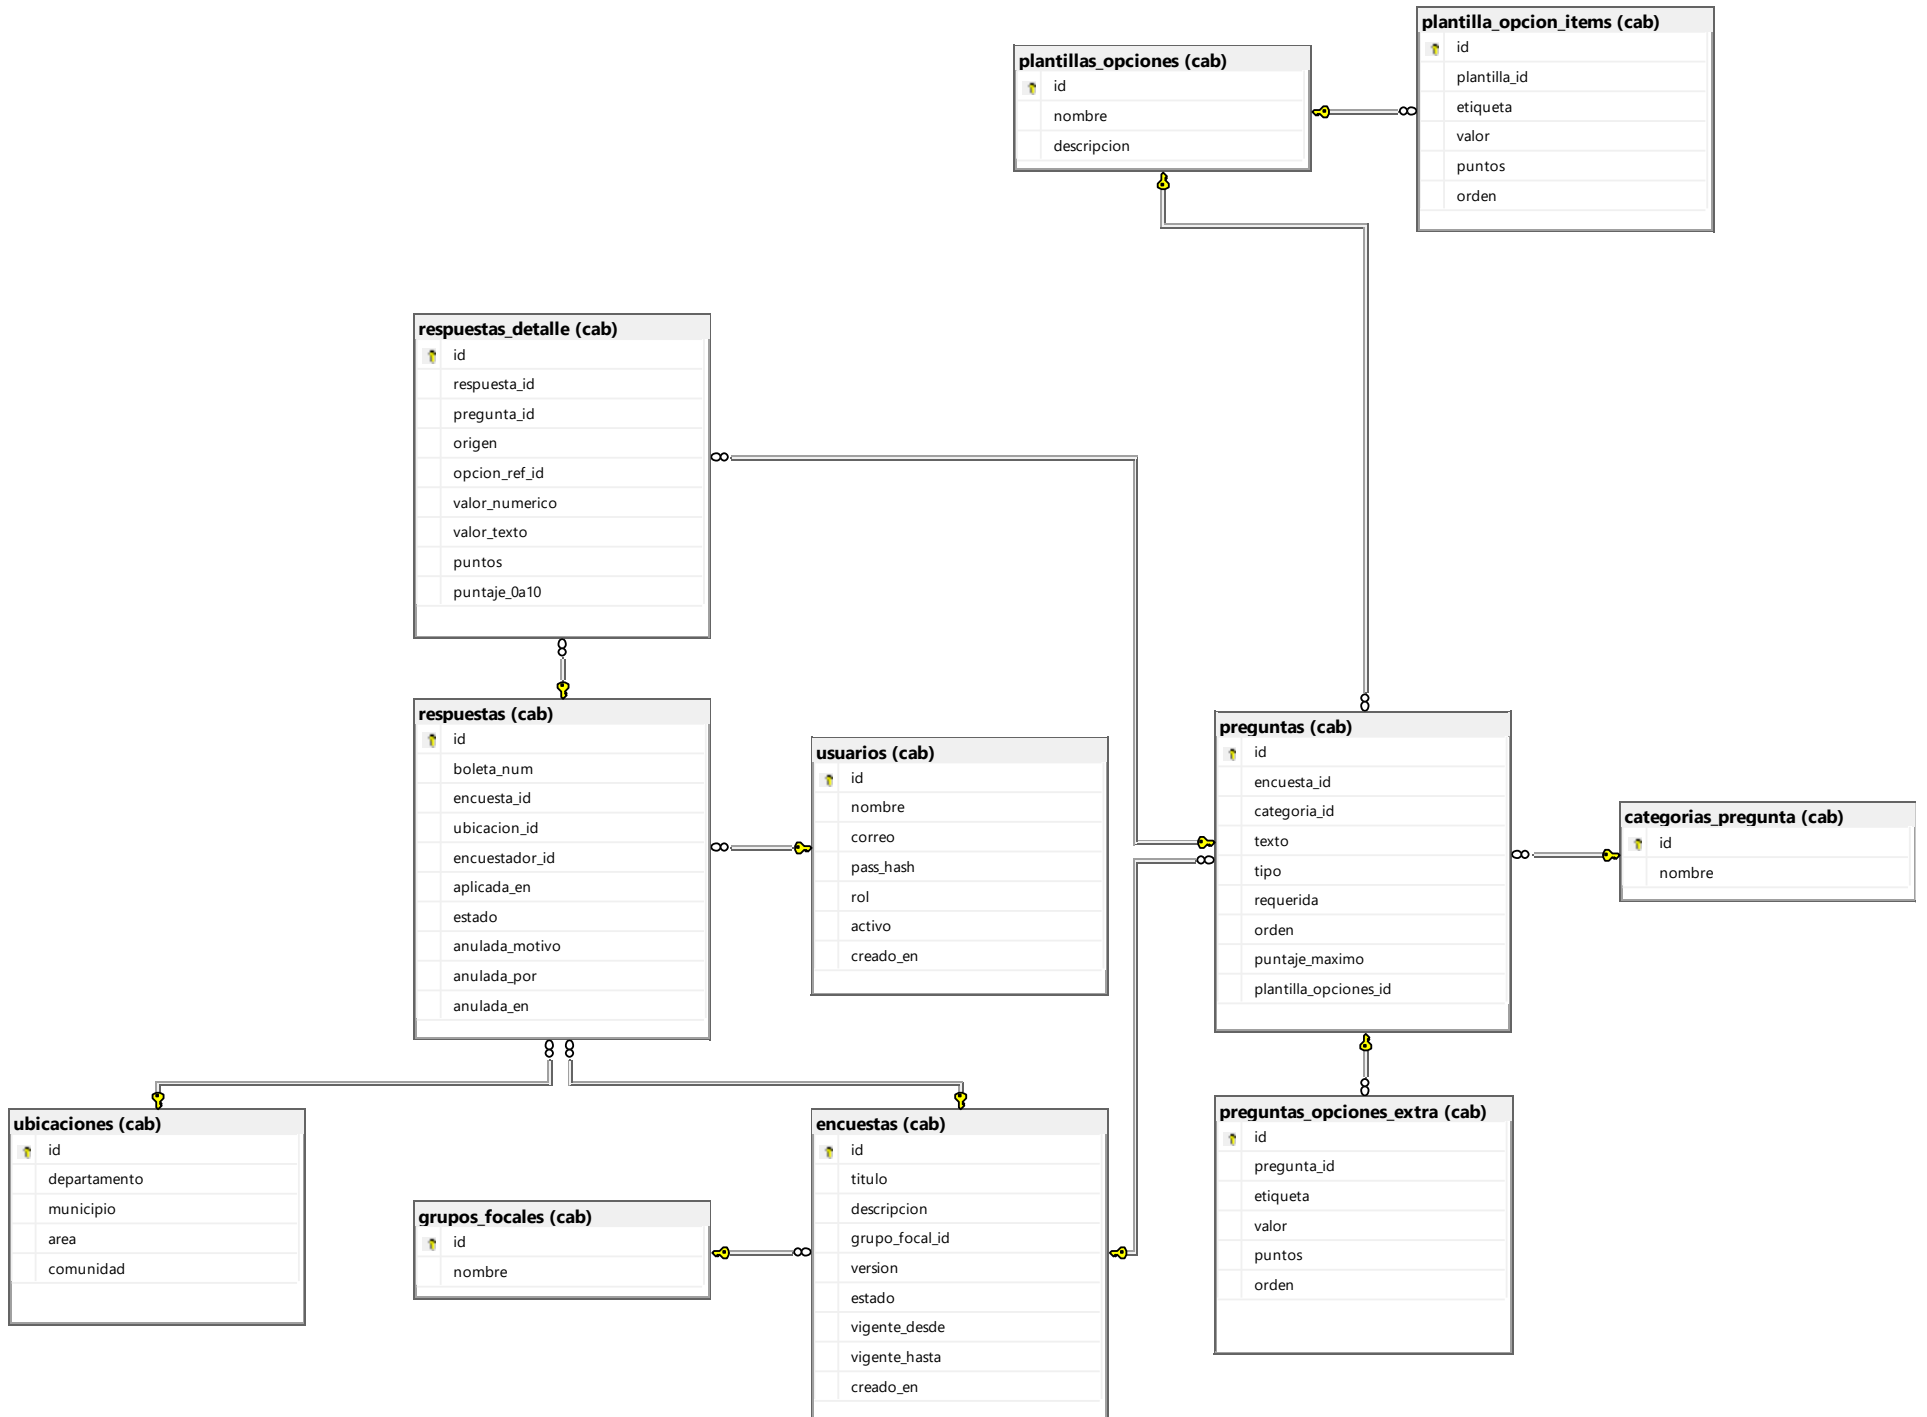 plantilla_opcion_items (cab)
id
plantilla_id
etiqueta
valor
puntos
orden
plantillas_opciones (cab)
id
nombre
descripcion
respuestas_detalle (cab)
id
respuesta_id
pregunta_id
origen
opcion_ref_id
valor_numerico
valor_texto
puntos
puntaje_0a10
respuestas (cab)
id
boleta_num
encuesta_id
ubicacion_id
encuestador_id
aplicada_en
estado
anulada_motivo
anulada_por
anulada_en
usuarios (cab)
id
nombre
correo
pass_hash
rol
activo
creado_en
preguntas (cab)
id
encuesta_id
categoria_id
texto
tipo
requerida
orden
puntaje_maximo
plantilla_opciones_id
categorias_pregunta (cab)
id
nombre
ubicaciones (cab)
id
departamento
municipio
area
comunidad
grupos_focales (cab)
id
nombre
encuestas (cab)
id
titulo
descripcion
grupo_focal_id
version
estado
vigente_desde
vigente_hasta
creado_en
preguntas_opciones_extra (cab)
id
pregunta_id
etiqueta
valor
puntos
orden